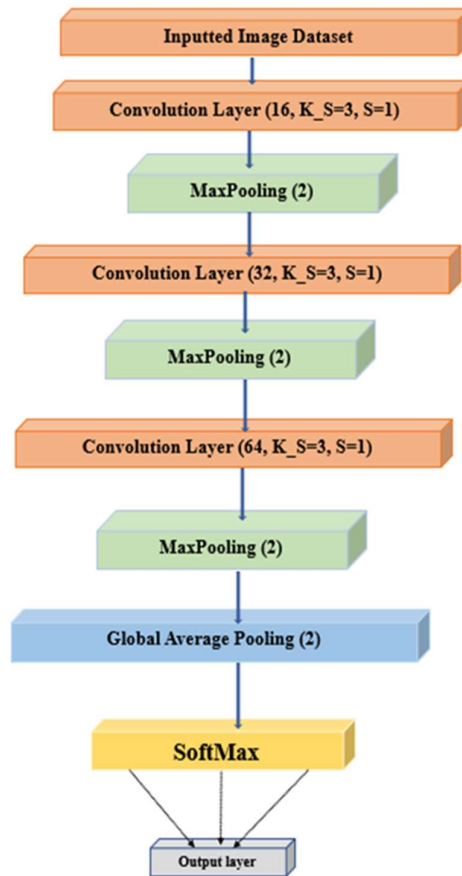 Inputted Image Dataset
Convolution Layer (16, K_S=3, S=1)
MaxPooling (2)
Convolution Layer (32, K_S=3, S=1)
MaxPooling (2)
Convolution Layer (64, K_S=3, S=1)
MaxPooling (2)
Global Average Pooling (2)
SoftMax
Output layer